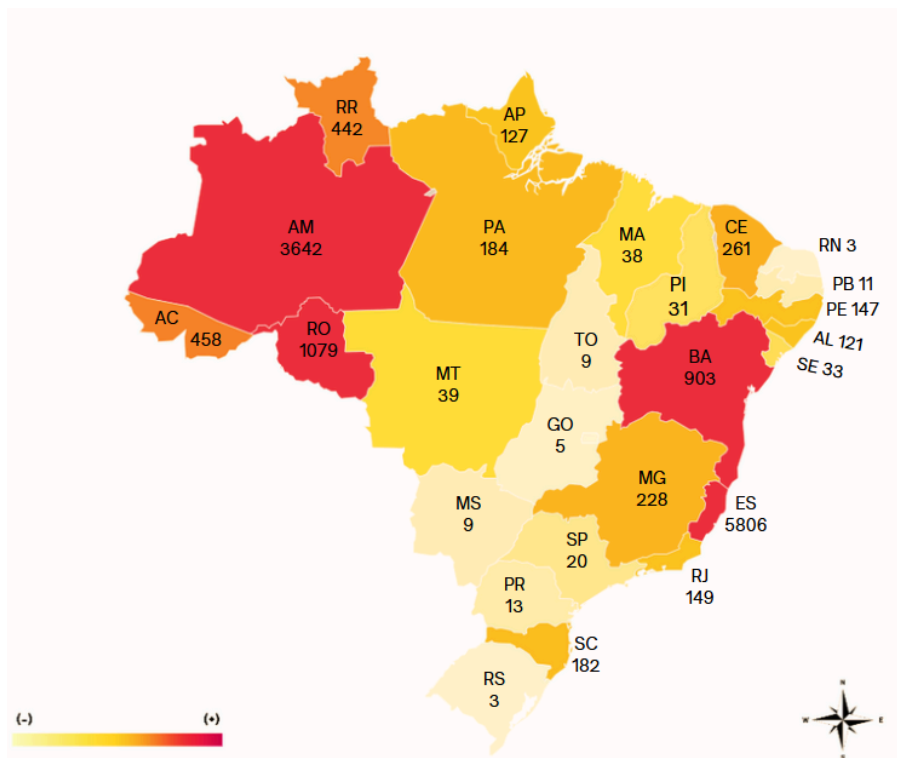 RR
442
AP
127
AM
3642
PA
184
MA
38
CE
261
RN 3
PI
31
PB 11
PE 147
AC
458
RO
1079
TO
9
BA
903
AL 121
SE 33
MT
39
GO
5
MG
228
MS
9
ES
5806
SP
20
RJ
149
PR
13
SC
182
RS
3
(-) (+)
N
W E
S